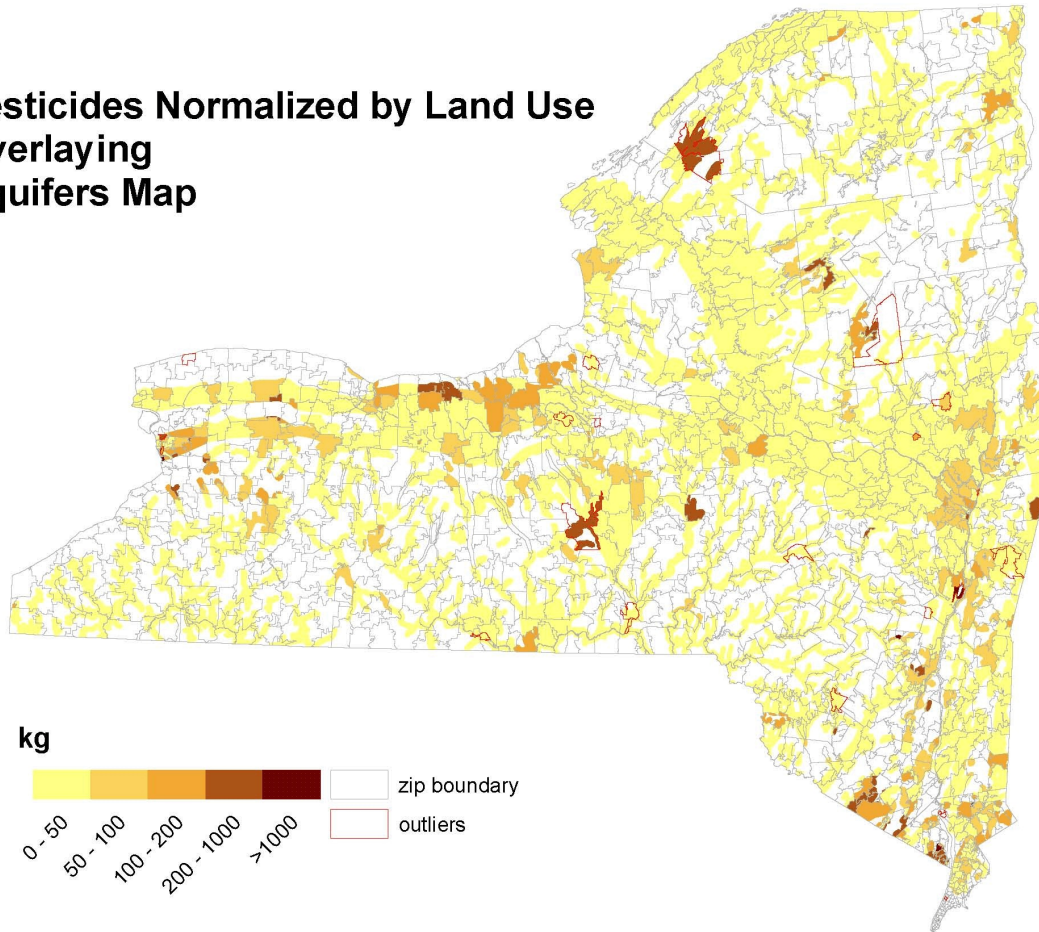 esticides Normalized by Land Use
verlaying
quifers Map
kg
zip boundary
outliers
0 - 50
50 - 100
100 - 200
200 - 1000
>1000